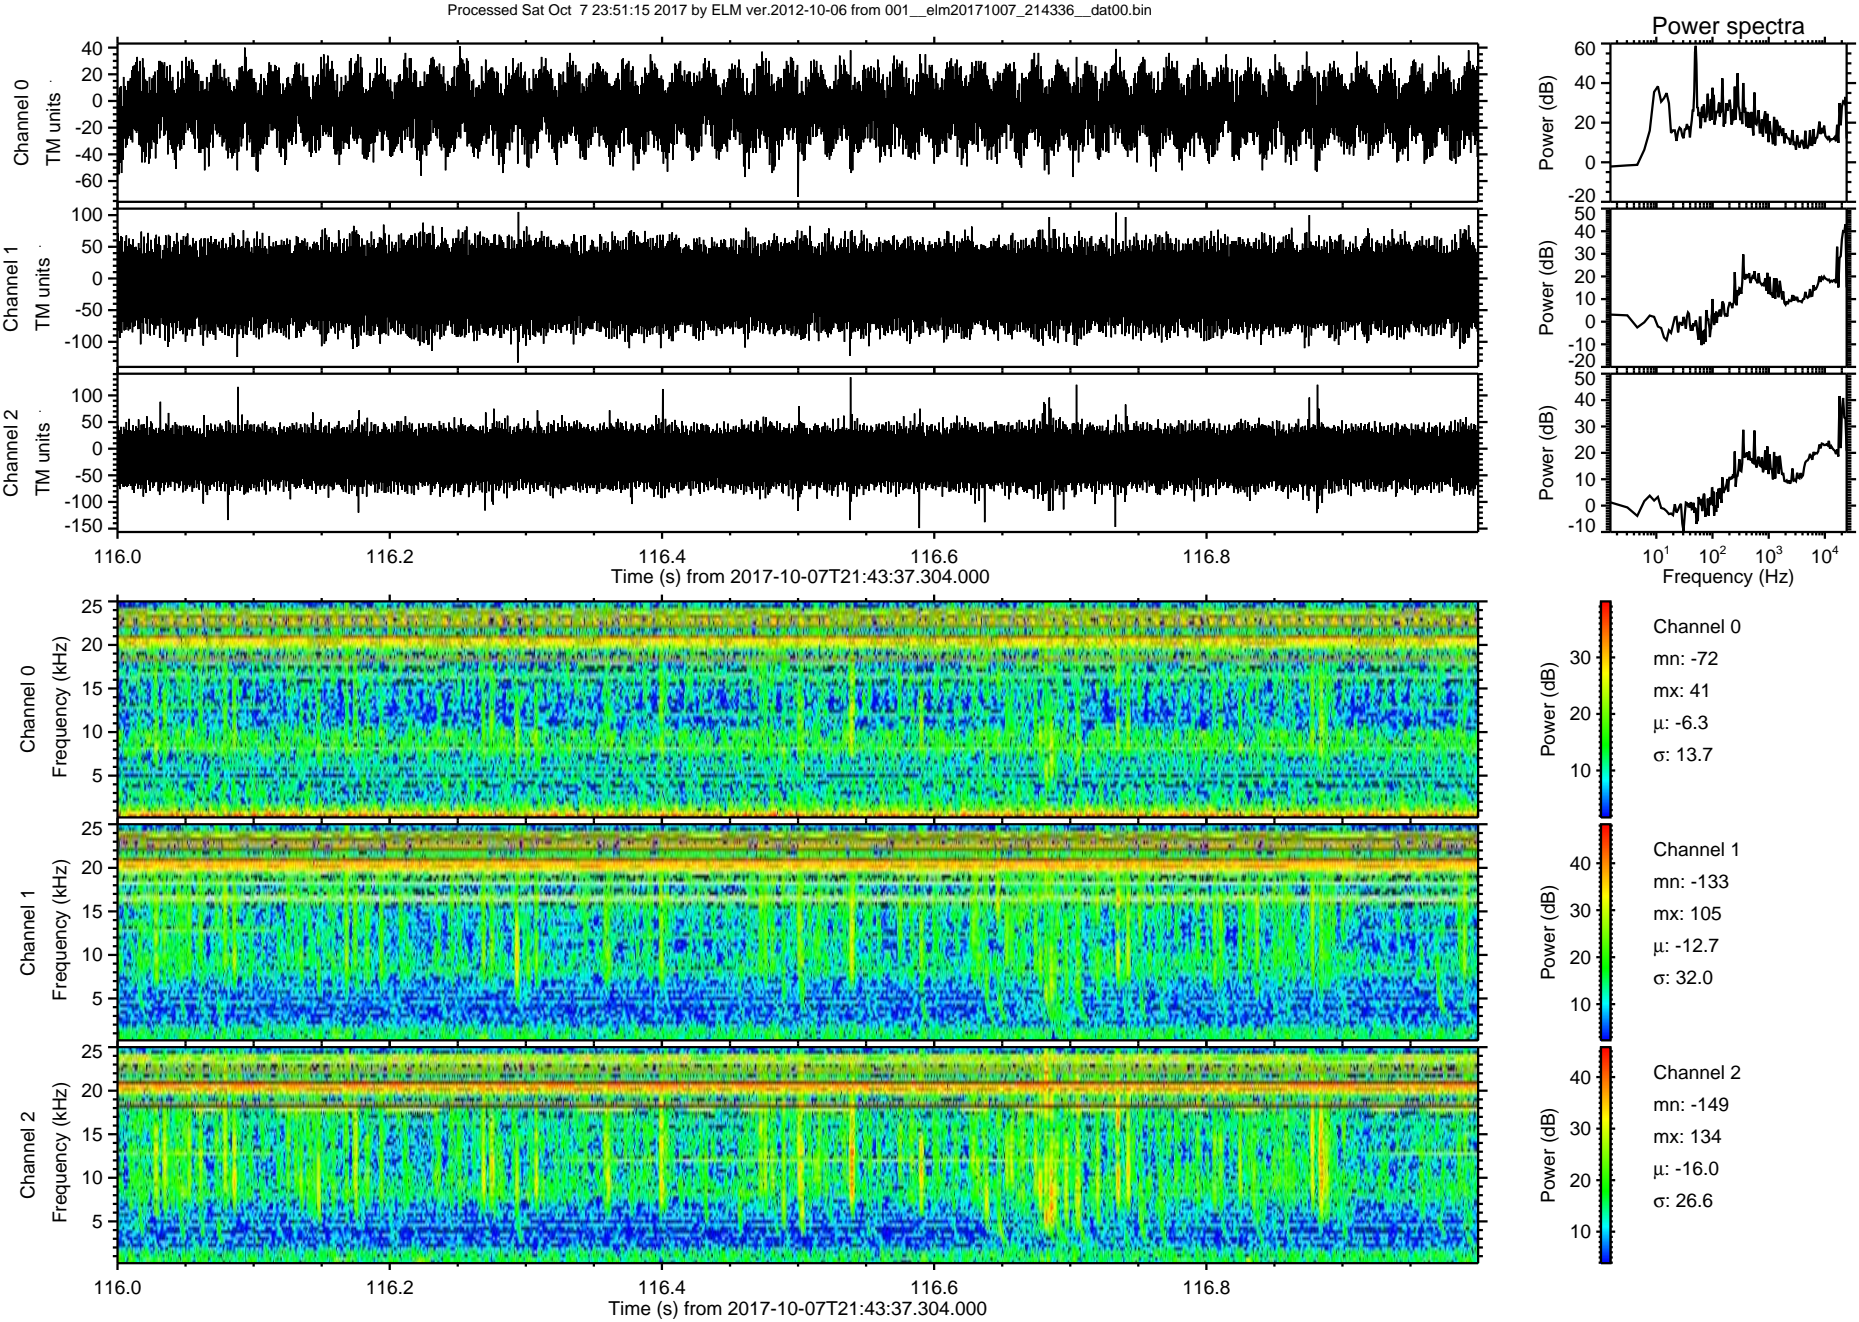 Processed Sat Oct  7 23:51:15 2017 by ELM ver.2012-10-06 from 001__elm20171007_214336__dat00.bin
Power spectra
Channel 0
TM units
40
20
0
-20
-40
-60
Power (dB)
60
40
20
0
-20
Channel 1
TM units
100
50
0
-50
-100
Power (dB)
50
40
30
20
10
0
-10
-20
Channel 2
TM units
100
50
0
-50
-100
-150
Power (dB)
50
40
30
20
10
0
-10
116.0 116.2 116.4 116.6 116.8
Time (s) from 2017-10-07T21:43:37.304.000
10¹ 10² 10³ 10⁴
Frequency (Hz)
Channel 0
Frequency (kHz)
25
20
15
10
5
Power (dB)
30
20
10
Channel 0
mn: -72
mx: 41
µ: -6.3
σ: 13.7
Channel 1
Frequency (kHz)
25
20
15
10
5
Power (dB)
40
30
20
10
Channel 1
mn: -133
mx: 105
µ: -12.7
σ: 32.0
Channel 2
Frequency (kHz)
25
20
15
10
5
Power (dB)
40
30
20
10
Channel 2
mn: -149
mx: 134
µ: -16.0
σ: 26.6
116.0 116.2 116.4 116.6 116.8
Time (s) from 2017-10-07T21:43:37.304.000